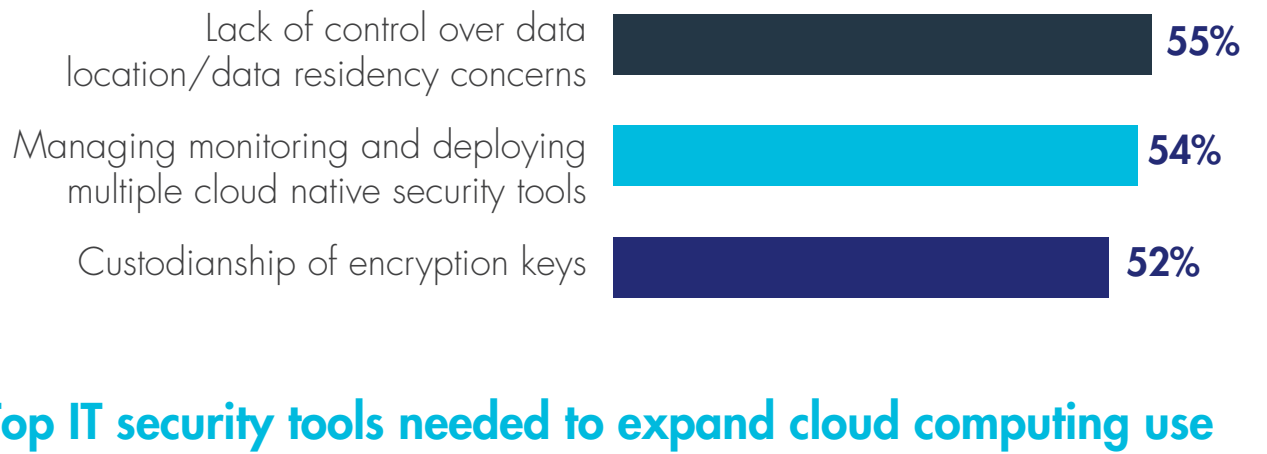 Lack of control over data
location/data residency concerns
55%
Managing monitoring and deploying
multiple cloud native security tools
54%
Custodianship of encryption keys
52%
Top IT security tools needed to expand cloud computing use